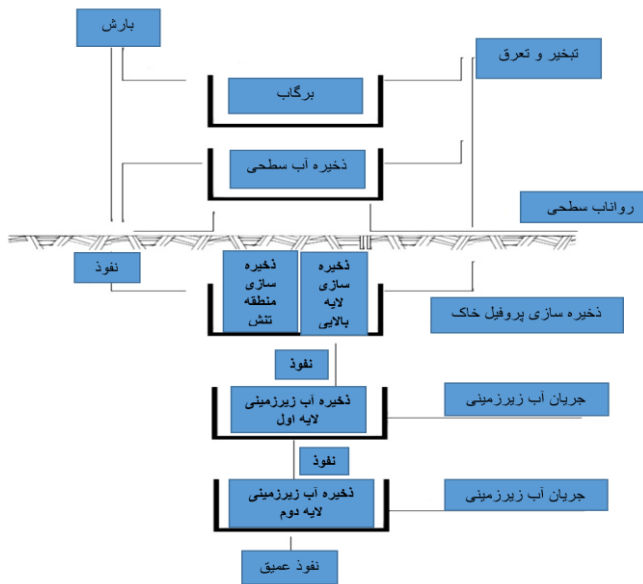 بارش
تبخیر و تعرق
برگاب
ذخیره آب سطحی
رواناب سطحی
نفوذ
ذخیره
سازی
منطقه
تنش
ذخیره
سازی
لایه
بالایی
ذخیره سازی پروفیل خاک
نفوذ
ذخیره آب زیرزمینی
لایه اول
جریان آب زیرزمینی
نفوذ
ذخیره آب زیرزمینی
لایه دوم
جریان آب زیرزمینی
نفوذ عمیق